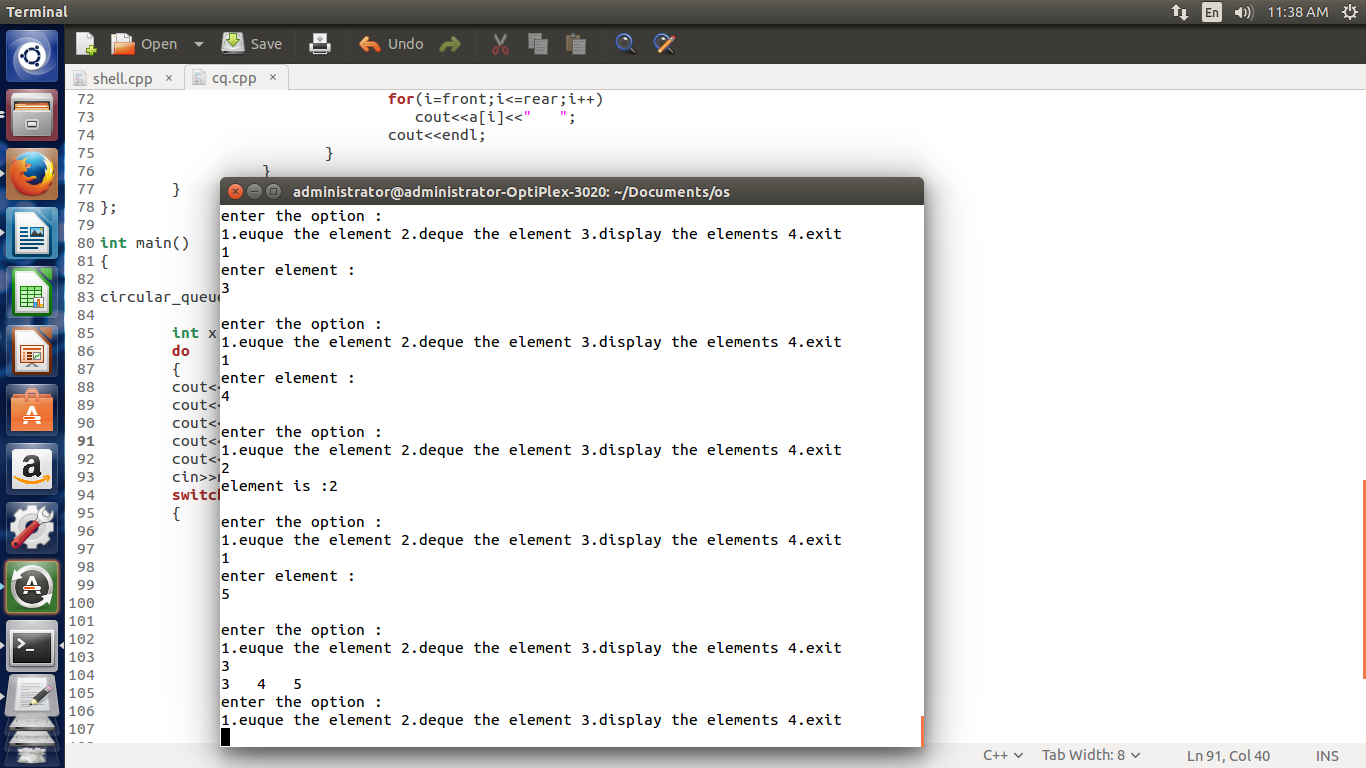 Terminal
En
11:38 AM
Open
Save
Undo
shell.cpp ×
cq.cpp ×
72 for(i=front;i<=rear;i++)
73 cout<<a[i]<<"   ";
74 cout<<endl;
75 }
76 }
77 }
78 };
79
80 int main()
81 {
82
83 circular_queue
84
85 int x
86 do
87 {
88 cout<
89 cout<
90 cout<
91 cout<
92 cout<
93 cin>>
94 switch
95 {
96
97
98
99
100
101
102
103
104
105
106
107
administrator@administrator-OptiPlex-3020: ~/Documents/os
enter the option :
1.euque the element 2.deque the element 3.display the elements 4.exit
1
enter element :
3
enter the option :
1.euque the element 2.deque the element 3.display the elements 4.exit
1
enter element :
4
enter the option :
1.euque the element 2.deque the element 3.display the elements 4.exit
2
element is :2
enter the option :
1.euque the element 2.deque the element 3.display the elements 4.exit
1
enter element :
5
enter the option :
1.euque the element 2.deque the element 3.display the elements 4.exit
3
3   4   5
enter the option :
1.euque the element 2.deque the element 3.display the elements 4.exit
C++
Tab Width: 8
Ln 91, Col 40
INS